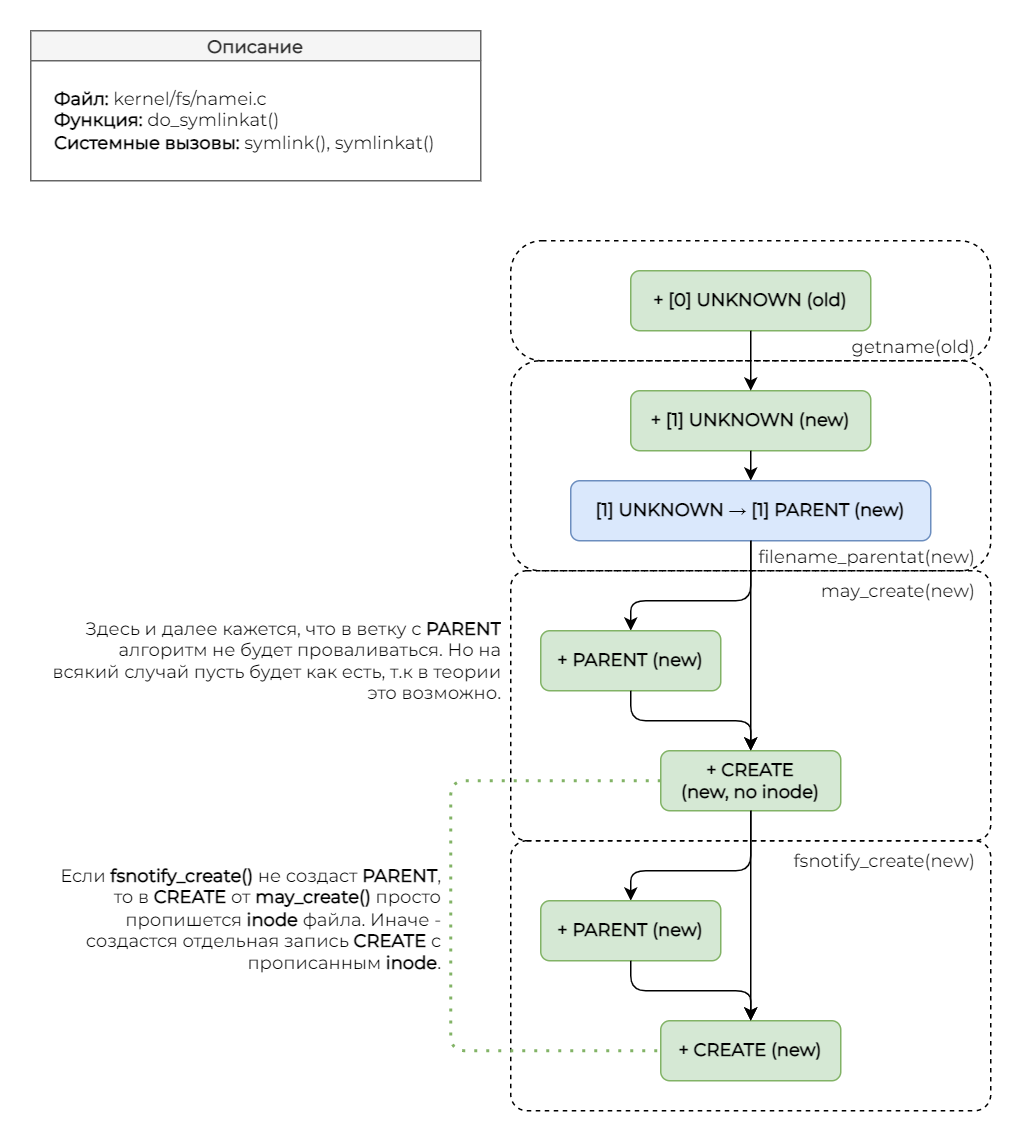 Описание
Файл: kernel/fs/namei.c
Функция: do_symlinkat()
Системные вызовы: symlink(), symlinkat()
+ [0] UNKNOWN (old)
getname(old)
+ [1] UNKNOWN (new)
[1] UNKNOWN → [1] PARENT (new)
filename_parentat(new)
may_create(new)
Здесь и далее кажется, что в ветку с PARENT
алгоритм не будет проваливаться. Но на
всякий случай пусть будет как есть, т.к в теории
это возможно.
+ PARENT (new)
+ CREATE
(new, no inode)
fsnotify_create(new)
Если fsnotify_create() не создаст PARENT,
то в CREATE от may_create() просто
пропишется inode файла. Иначе -
создастся отдельная запись CREATE с
прописанным inode.
+ PARENT (new)
+ CREATE (new)